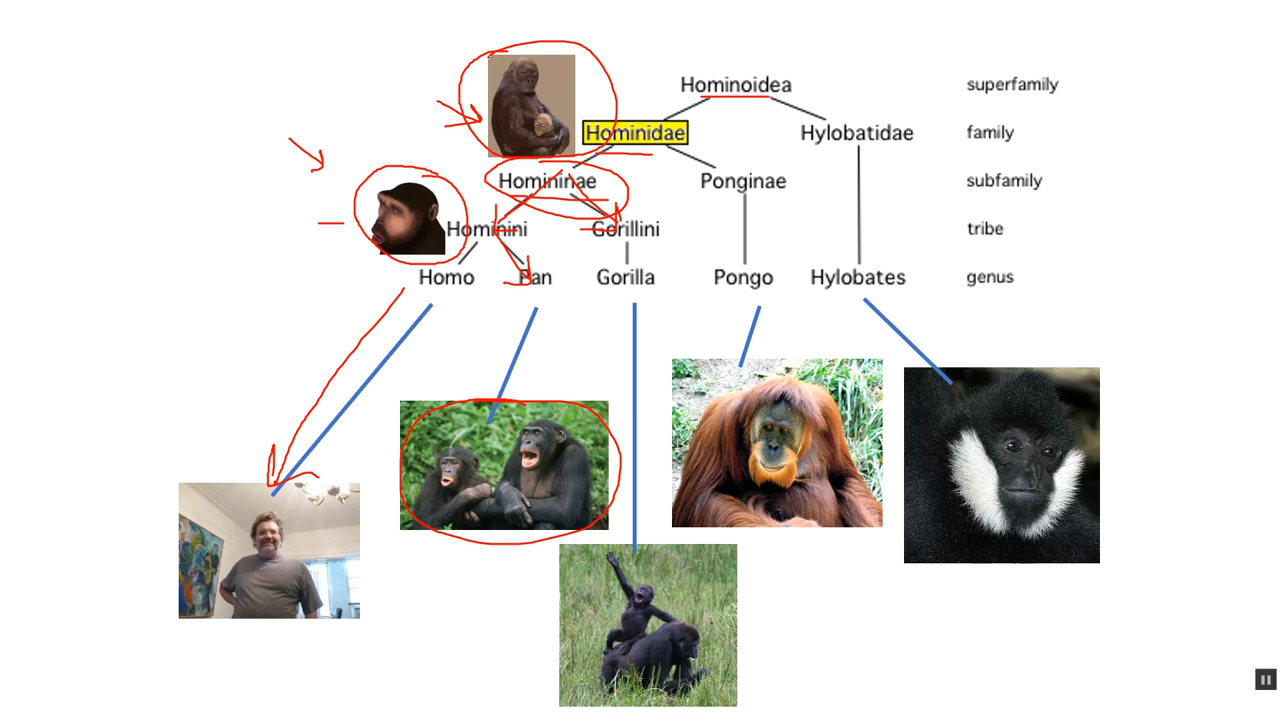 Hominoidea superfamily
Hominidae Hylobatidae family
Homininae Ponginae subfamily
Hominini Gorillini tribe
Homo Pan Gorilla Pongo Hylobates genus